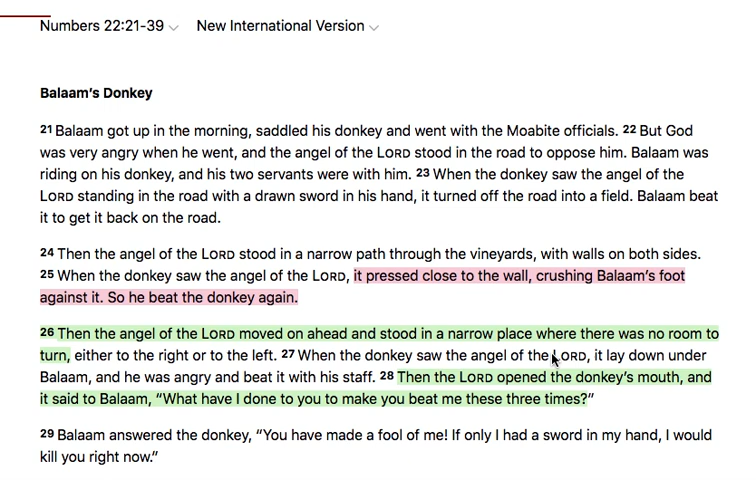 Numbers 22:21-39 New International Version
Balaam's Donkey
21 Balaam got up in the morning, saddled his donkey and went with the Moabite officials. 22 But God
was very angry when he went, and the angel of the LORD stood in the road to oppose him. Balaam was
riding on his donkey, and his two servants were with him. 23 When the donkey saw the angel of the
LORD standing in the road with a drawn sword in his hand, it turned off the road into a field. Balaam beat
it to get it back on the road.
24 Then the angel of the LORD stood in a narrow path through the vineyards, with walls on both sides.
25 When the donkey saw the angel of the LORD, it pressed close to the wall, crushing Balaam's foot
against it. So he beat the donkey again.
26 Then the angel of the LORD moved on ahead and stood in a narrow place where there was no room to
turn, either to the right or to the left. 27 When the donkey saw the angel of the LORD, it lay down under
Balaam, and he was angry and beat it with his staff. 28 Then the LORD opened the donkey's mouth, and
it said to Balaam, “What have I done to you to make you beat me these three times?”
29 Balaam answered the donkey, “You have made a fool of me! If only I had a sword in my hand, I would
kill you right now.”